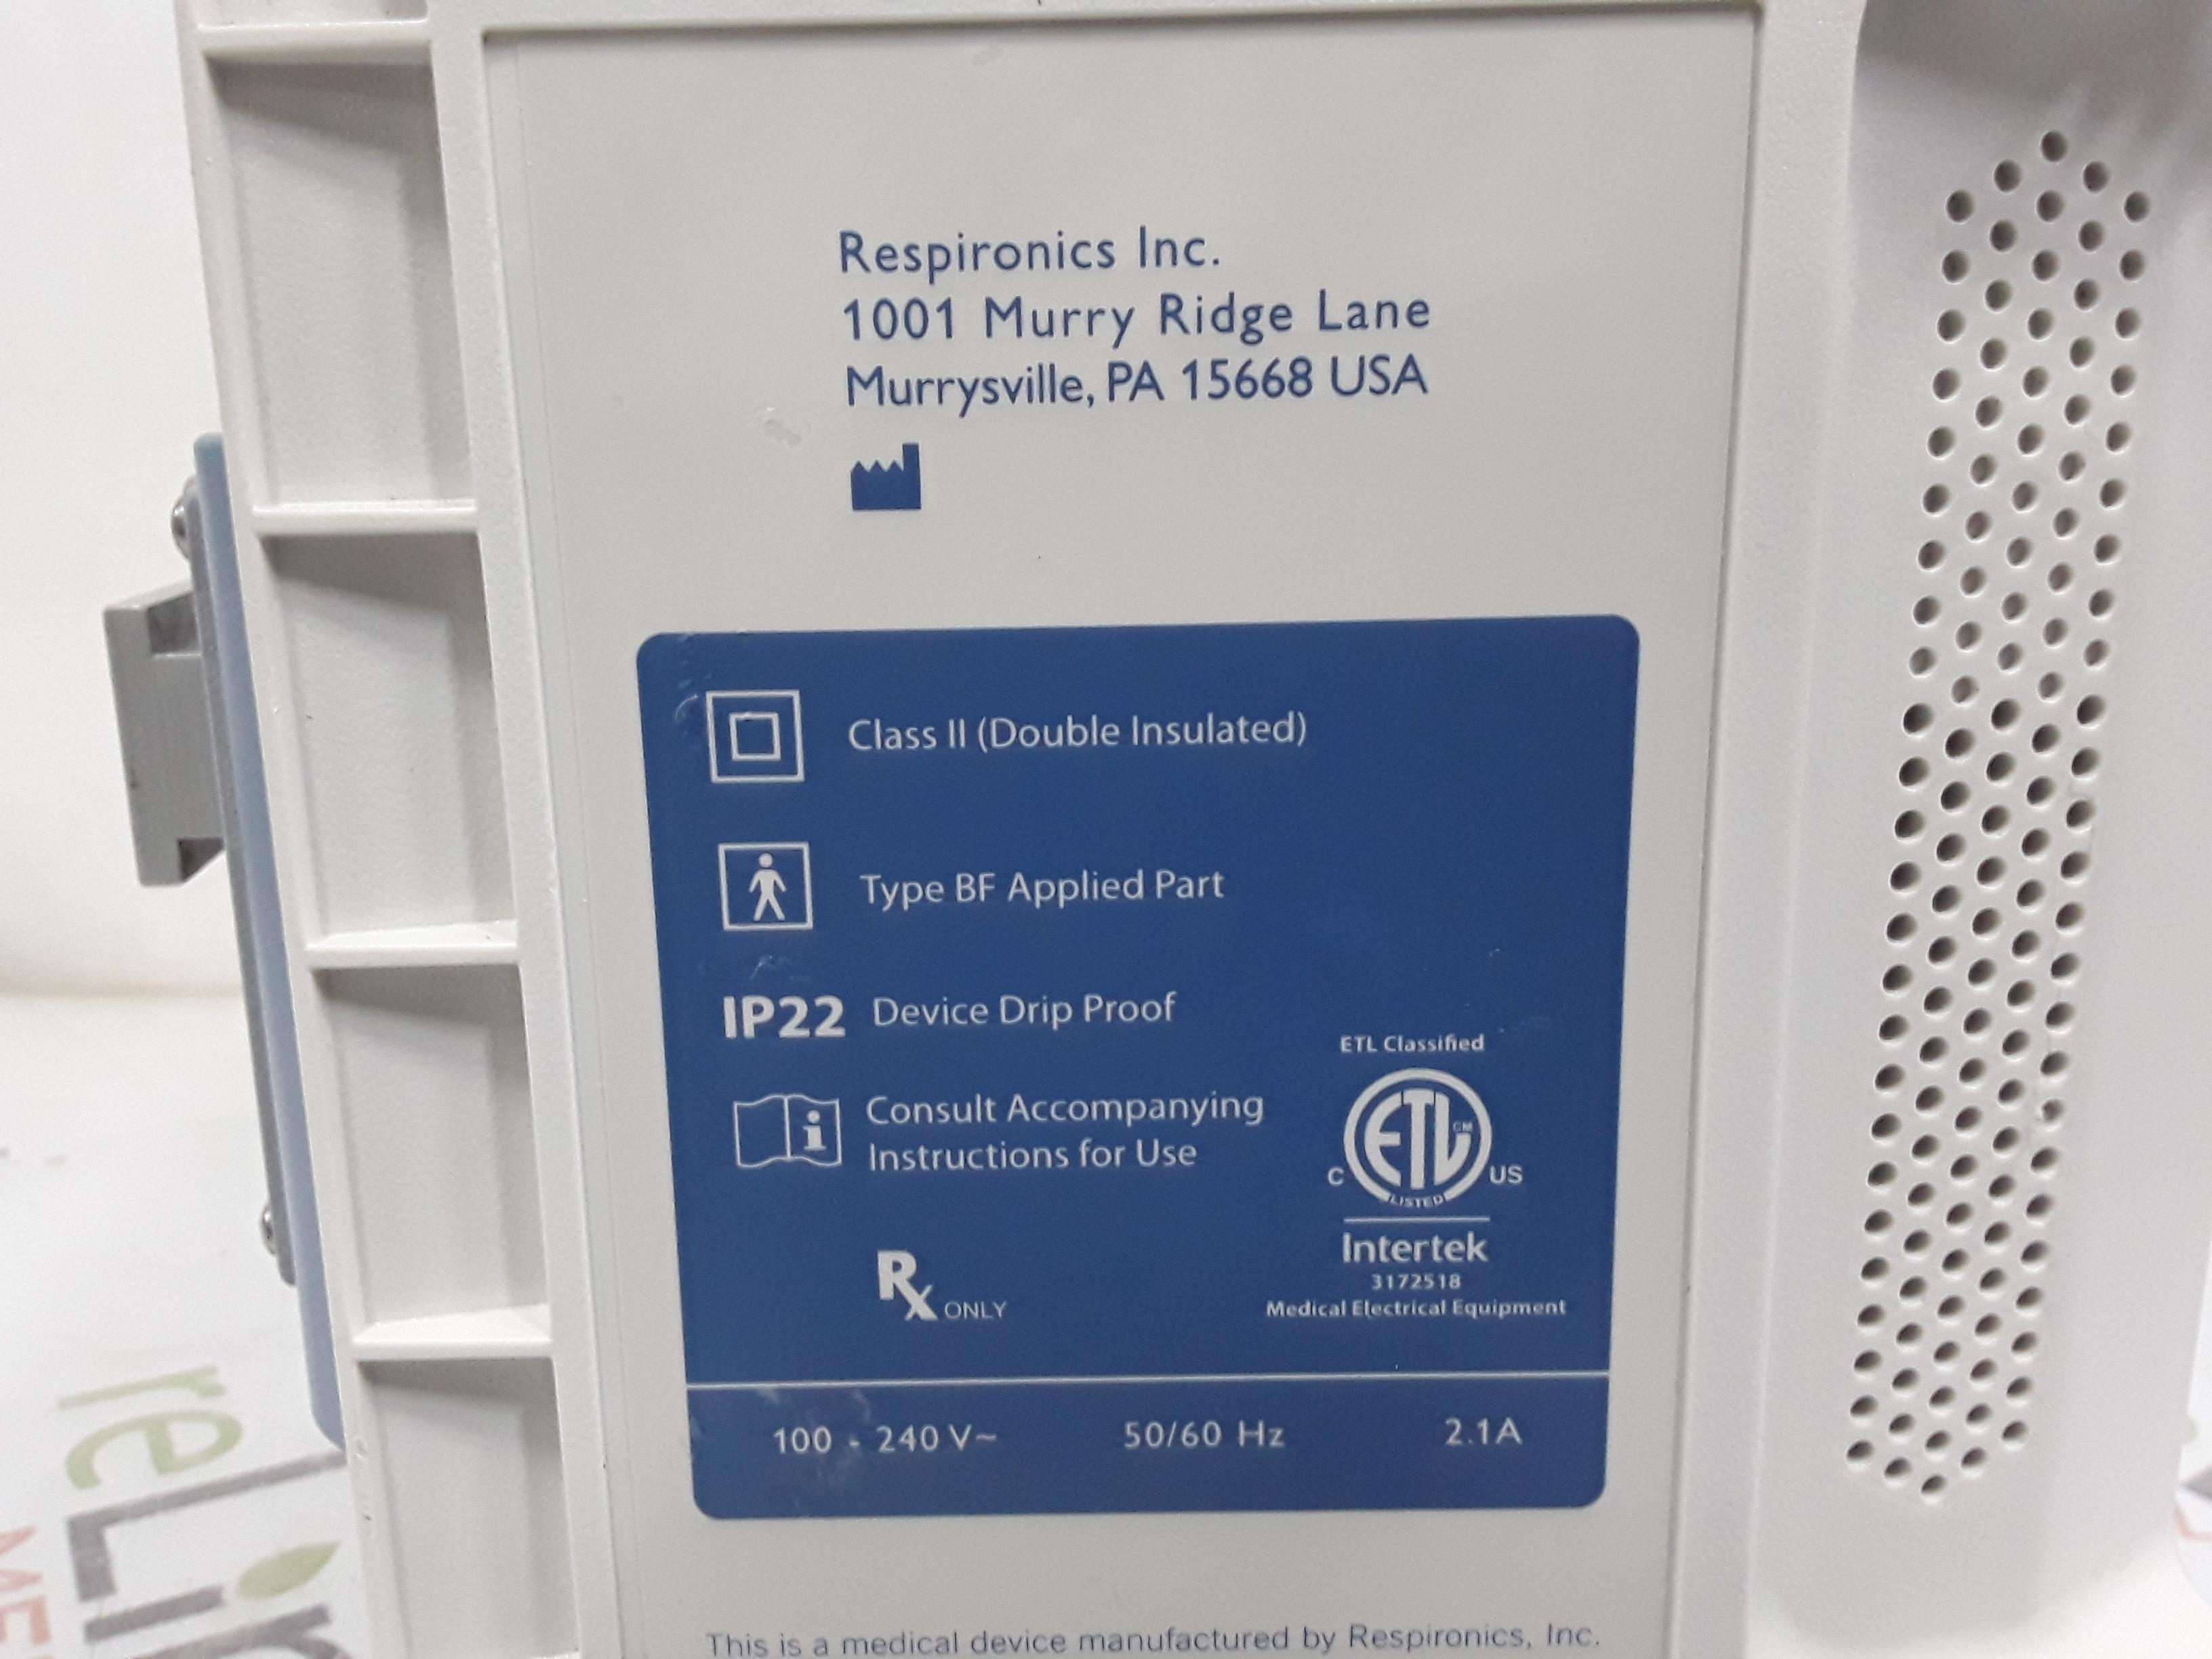 Respironics Inc.
1001 Murry Ridge Lane
Murrysville, PA 15668 USA
Class II (Double Insulated)
Type BF Applied Part
IP22 Device Drip Proof
Consult Accompanying
Instructions for Use
Rx ONLY
ETL Classified
ETL CM
C US
LISTED
Intertek
3172518
Medical Electrical Equipment
100 - 240 V~ 50/60 Hz 2.1A
This is a medical device manufactured by Respironics, Inc.